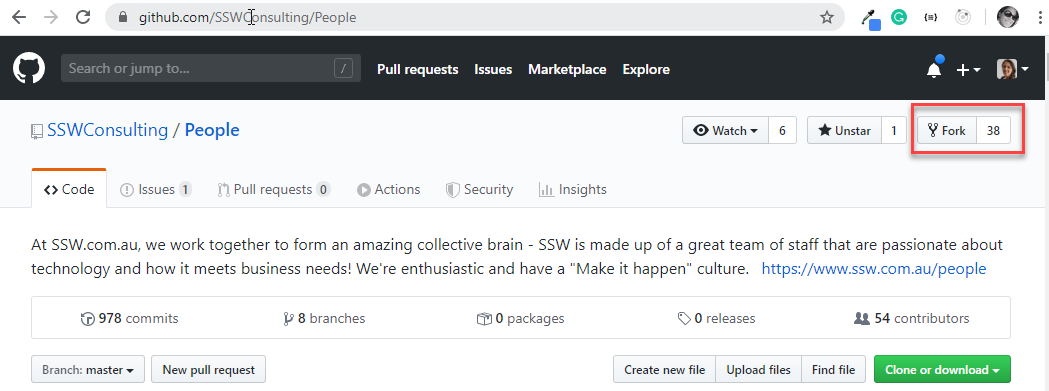 github.com/SSWConsulting/People
Search or jump to... /
Pull requests Issues Marketplace Explore
SSWConsulting / People
Watch 6 Unstar 1 Fork 38
Code Issues 1 Pull requests 0 Actions Security Insights
At SSW.com.au, we work together to form an amazing collective brain - SSW is made up of a great team of staff that are passionate about
technology and how it meets business needs! We're enthusiastic and have a "Make it happen" culture. https://www.ssw.com.au/people
978 commits 8 branches 0 packages 0 releases 54 contributors
Branch: master New pull request Create new file Upload files Find file Clone or download